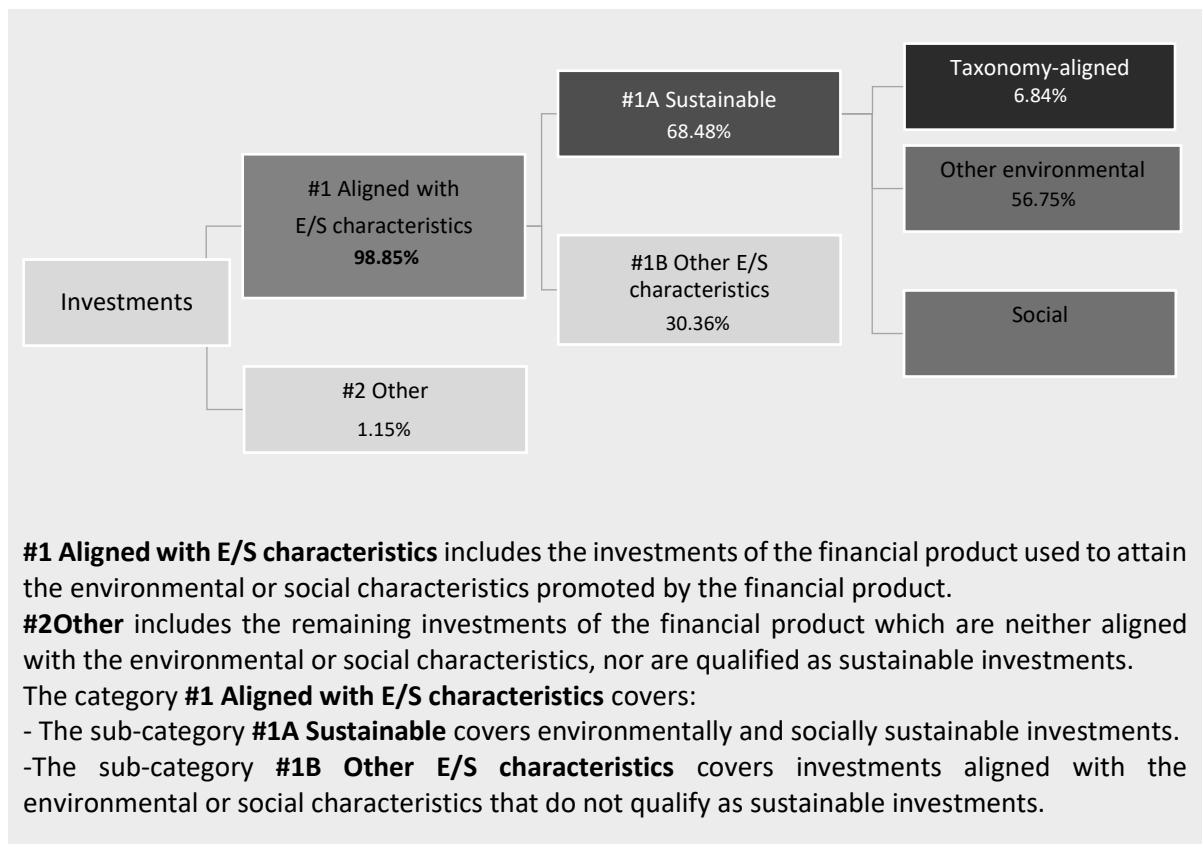 Investments
#1 Aligned with
E/S characteristics
98.85%
#2 Other
1.15%
#1A Sustainable
68.48%
#1B Other E/S
characteristics
30.36%
Taxonomy-aligned
6.84%
Other environmental
56.75%
Social
#1 Aligned with E/S characteristics includes the investments of the financial product used to attain
the environmental or social characteristics promoted by the financial product.
#2Other includes the remaining investments of the financial product which are neither aligned
with the environmental or social characteristics, nor are qualified as sustainable investments.
The category #1 Aligned with E/S characteristics covers:
- The sub-category #1A Sustainable covers environmentally and socially sustainable investments.
-The sub-category #1B Other E/S characteristics covers investments aligned with the
environmental or social characteristics that do not qualify as sustainable investments.